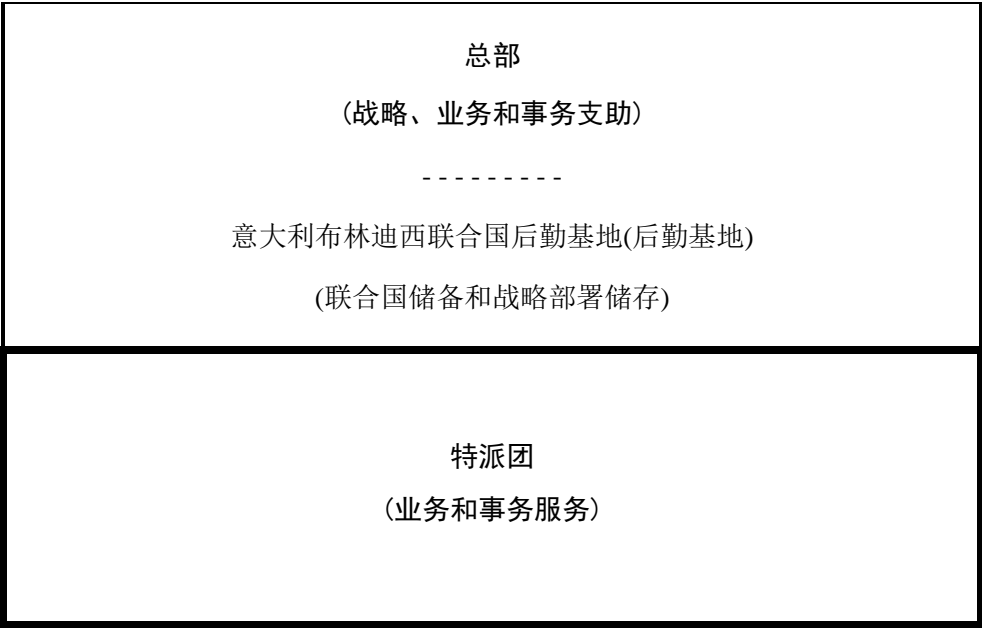 总部
(战略、业务和事务支助)
- - - - - - - - -
意大利布林迪西联合国后勤基地(后勤基地)
(联合国储备和战略部署储存)
特派团
(业务和事务服务)